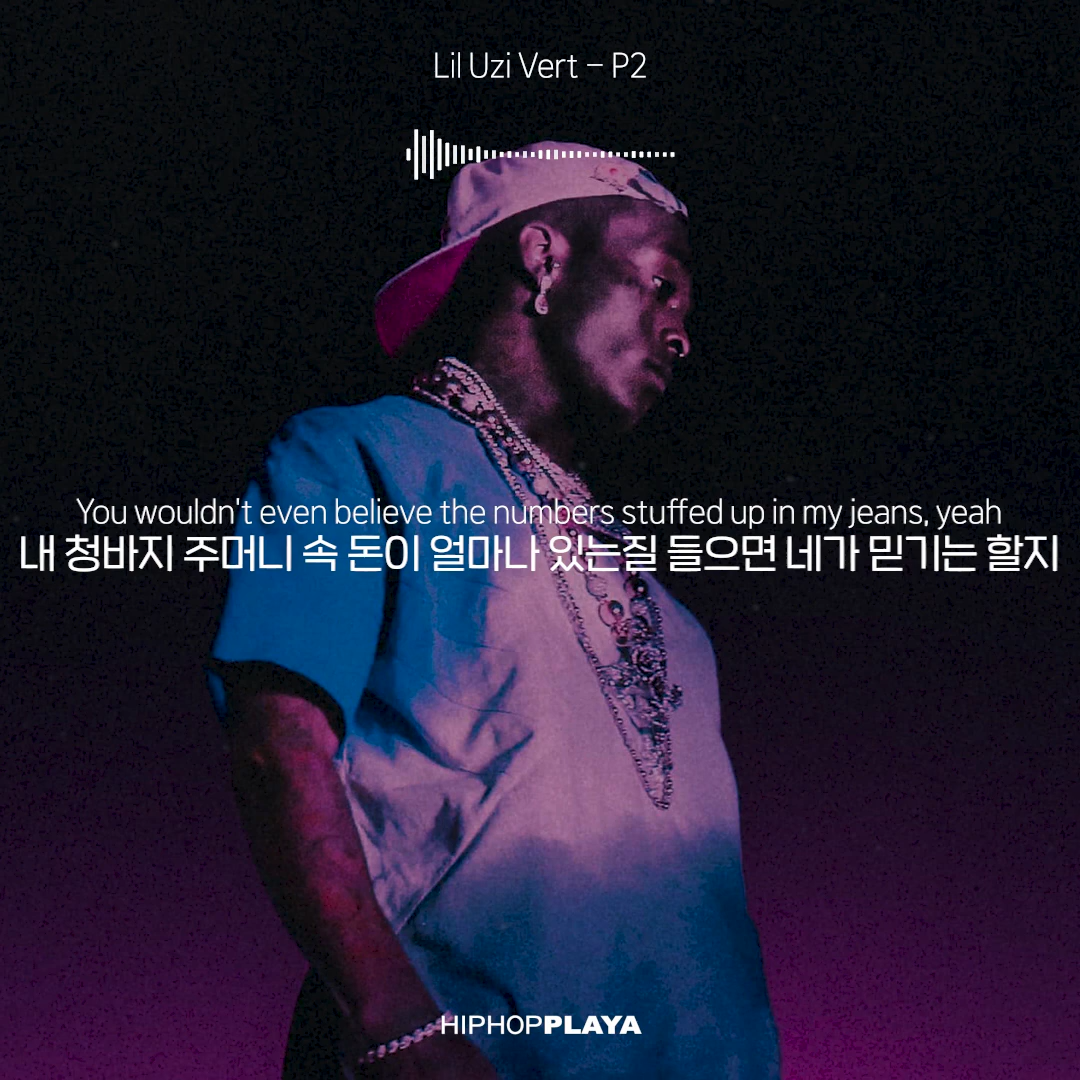 Lil Uzi Vert – P2
You wouldn't even believe the numbers stuffed up in my jeans, yeah
내 청바지 주머니 속 돈이 얼마나 있는질 들으면 네가 믿기는 할지
HIPHOPPLAYA